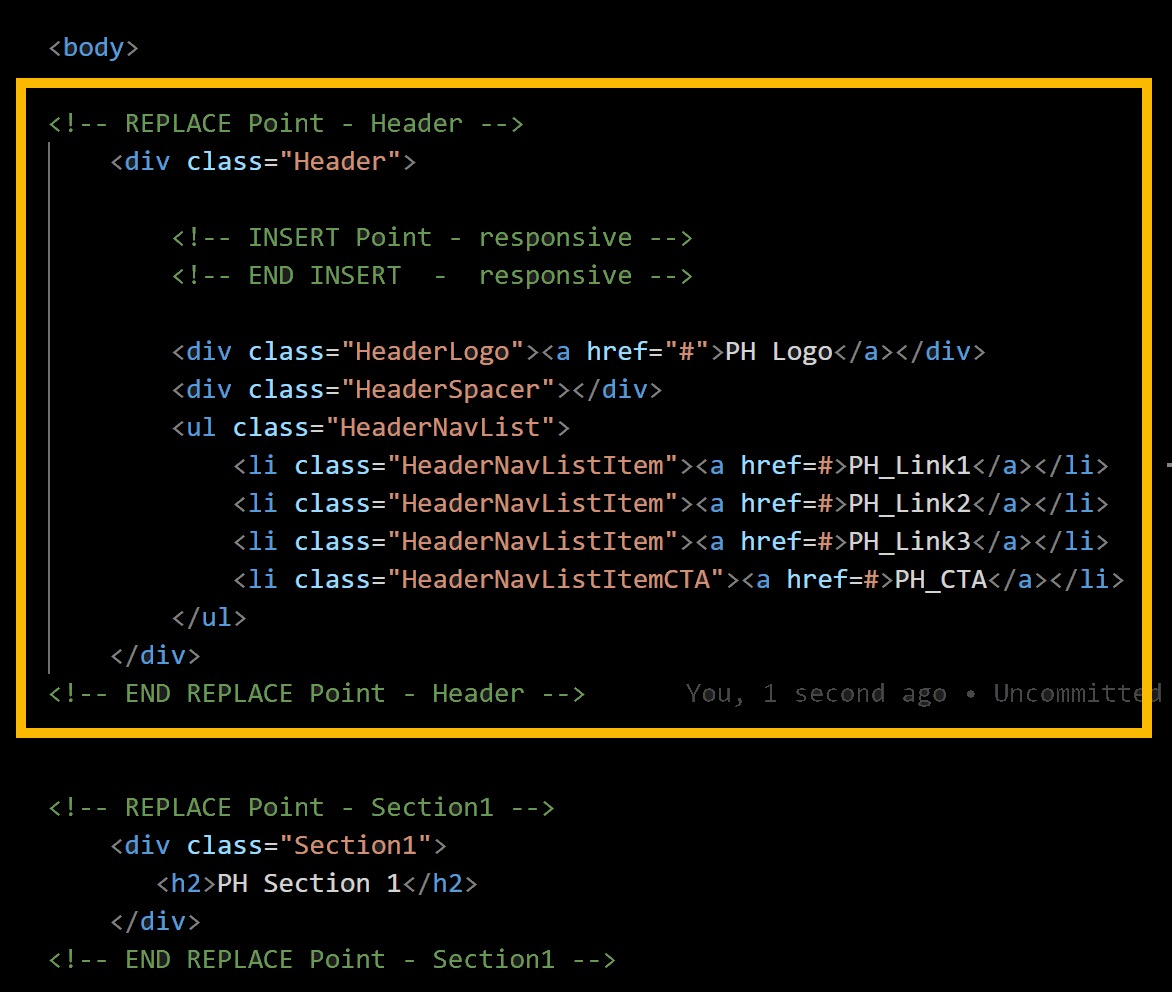 <body>
<!-- REPLACE Point - Header -->
<div class="Header">
<!-- INSERT Point - responsive -->
<!-- END INSERT  -  responsive -->
<div class="HeaderLogo"><a href="#">PH Logo</a></div>
<div class="HeaderSpacer"></div>
<ul class="HeaderNavList">
<li class="HeaderNavListItem"><a href=#>PH_Link1</a></li>
<li class="HeaderNavListItem"><a href=#>PH_Link2</a></li>
<li class="HeaderNavListItem"><a href=#>PH_Link3</a></li>
<li class="HeaderNavListItemCTA"><a href=#>PH_CTA</a></li>
</ul>
</div>
<!-- END REPLACE Point - Header --> You, 1 second ago • Uncommitted
<!-- REPLACE Point - Section1 -->
<div class="Section1">
<h2>PH Section 1</h2>
</div>
<!-- END REPLACE Point - Section1 -->